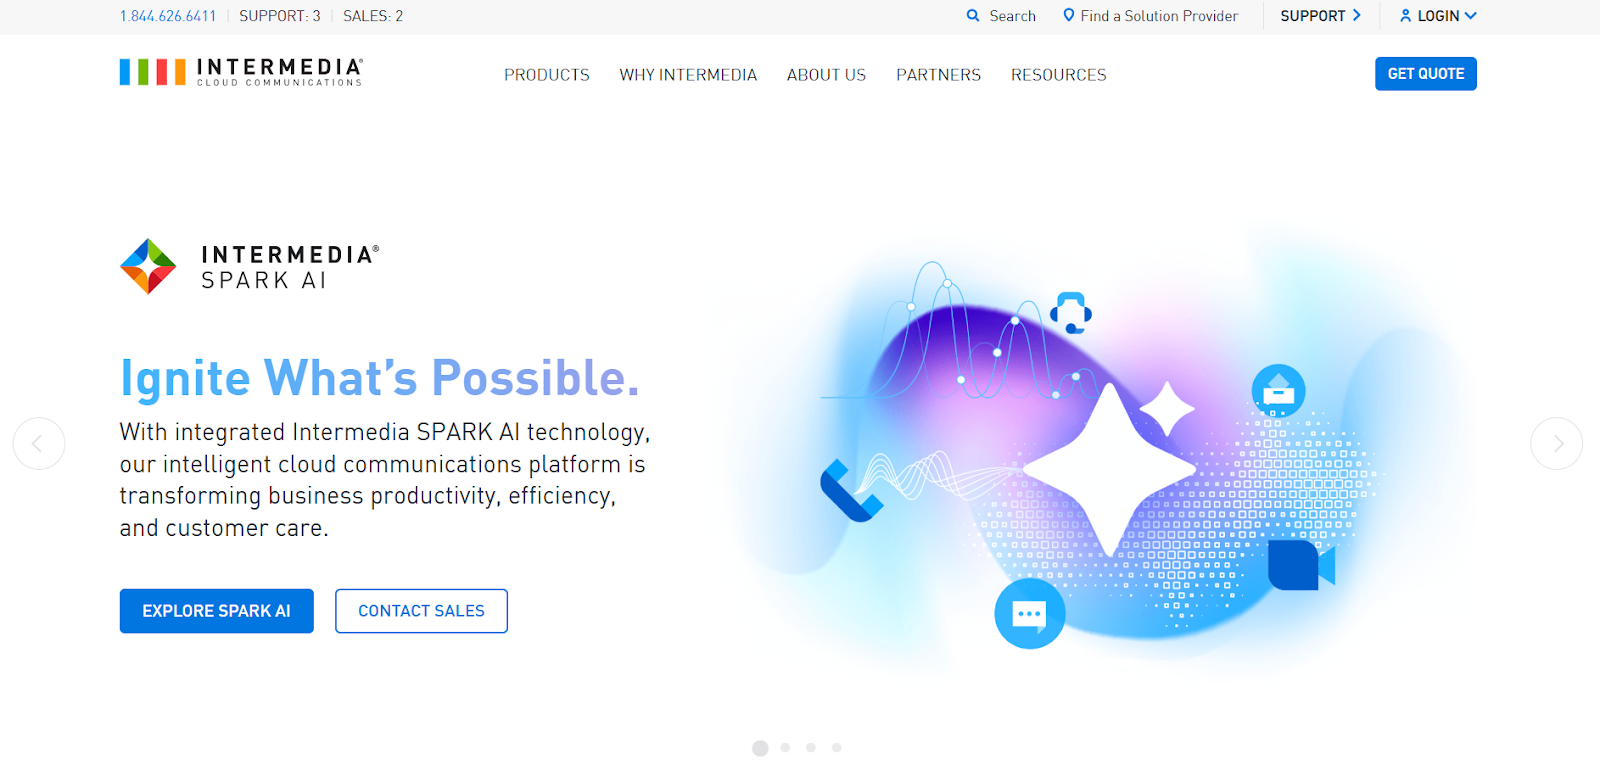 1.844.626.6411 | SUPPORT: 3 | SALES: 2
Search
Find a Solution Provider
SUPPORT
LOGIN
INTERMEDIA®
CLOUD COMMUNICATIONS
PRODUCTS
WHY INTERMEDIA
ABOUT US
PARTNERS
RESOURCES
GET QUOTE
INTERMEDIA®
SPARK AI
Ignite What's Possible.
With integrated Intermedia SPARK AI technology,
our intelligent cloud communications platform is
transforming business productivity, efficiency,
and customer care.
EXPLORE SPARK AI
CONTACT SALES